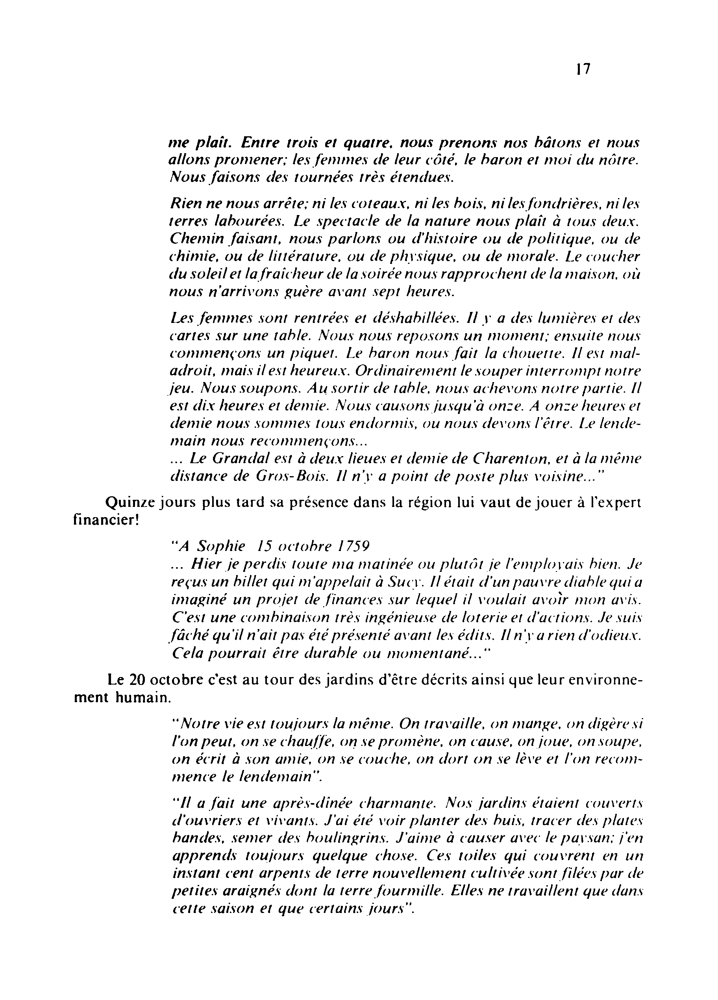 17
me plaît. Entre trois et quatre, nous prenons nos bâtons et nous
allons promener; les femmes de leur côté, le baron et moi du nôtre.
Nous faisons des tournées très étendues.
Rien ne nous arrête; ni les coteaux, ni les bois, ni les fondrières, ni les
terres labourées. Le spectacle de la nature nous plaît à tous deux.
Chemin faisant, nous parlons ou d'histoire ou de politique, ou de
chimie, ou de littérature, ou de physique, ou de morale. Le coucher
du soleil et la fraîcheur de la soirée nous rapprochent de la maison, où
nous n'arrivons guère avant sept heures.
Les femmes sont rentrées et déshabillées. Il y a des lumières et des
cartes sur une table. Nous nous reposons un moment; ensuite nous
commençons un piquet. Le baron nous fait la chouette. Il est mal-
adroit, mais il est heureux. Ordinairement le souper interrompt notre
jeu. Nous soupons. Au sortir de table, nous achevons notre partie. Il
est dix heures et demie. Nous causons jusqu'à onze. A onze heures et
demie nous sommes tous endormis, ou nous devons l'être. Le lende-
main nous recommençons...
... Le Grandal est à deux lieues et demie de Charenton, et à la même
distance de Gros-Bois. Il n'y a point de poste plus voisine..."
Quinze jours plus tard sa présence dans la région lui vaut de jouer à l'expert
financier!
"A Sophie 15 octobre 1759
... Hier je perdis toute ma matinée ou plutôt je l'employais bien. Je
reçus un billet qui m'appelait à Sucy. Il était d'un pauvre diable qui a
imaginé un projet de finances sur lequel il voulait avoir mon avis.
C'est une combinaison très ingénieuse de loterie et d'actions. Je suis
fâché qu'il n'ait pas été présenté avant les édits. Il n'y a rien d'odieux.
Cela pourrait être durable ou momentané..."
Le 20 octobre c'est au tour des jardins d'être décrits ainsi que leur environne-
ment humain.
"Notre vie est toujours la même. On travaille, on mange, on digère si
l'on peut, on se chauffe, on se promène, on cause, on joue, on soupe,
on écrit à son amie, on se couche, on dort on se lève et l'on recom-
mence le lendemain".
"Il a fait une après-dînée charmante. Nos jardins étaient couverts
d'ouvriers et vivants. J'ai été voir planter des buis, tracer des plates
bandes, semer des boulingrins. J'aime à causer avec le paysan; j'en
apprends toujours quelque chose. Ces toiles qui couvrent en un
instant cent arpents de terre nouvellement cultivée sont filées par de
petites araignés dont la terre fourmille. Elles ne travaillent que dans
cette saison et que certains jours".